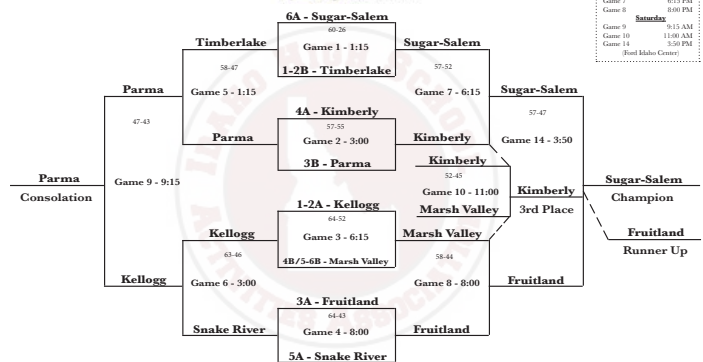 Game 7 6:15 PM
Game 8 8:00 PM
Saturday
Game 9 9:15 AM
Game 10 11:00 AM
Game 14 3:50 PM
(Ford Idaho Center)
6A - Sugar-Salem
60-26
Timberlake
Game 1 - 1:15
Sugar-Salem
58-47
1-2B - Timberlake
57-52
Parma
Game 5 - 1:15
Game 7 - 6:15
Sugar-Salem
47-43
4A - Kimberly
57-47
57-55
Parma
Game 2 - 3:00
Kimberly
Game 14 - 3:50
3B - Parma
Kimberly
Parma
52-45
Sugar-Salem
Consolation
Game 9 - 9:15
Game 10 - 11:00
Kimberly
Champion
1-2A - Kellogg
Marsh Valley
3rd Place
64-52
Kellogg
Game 3 - 6:15
Marsh Valley
Fruitland
63-46
4B/5-6B - Marsh Valley
58-44
Runner Up
Kellogg
Game 6 - 3:00
Game 8 - 8:00
Fruitland
3A - Fruitland
64-43
Snake River
Game 4 - 8:00
Fruitland
5A - Snake River
IDAHO HIGH SCHOOL
ACTIVITIES ASSOCIATION